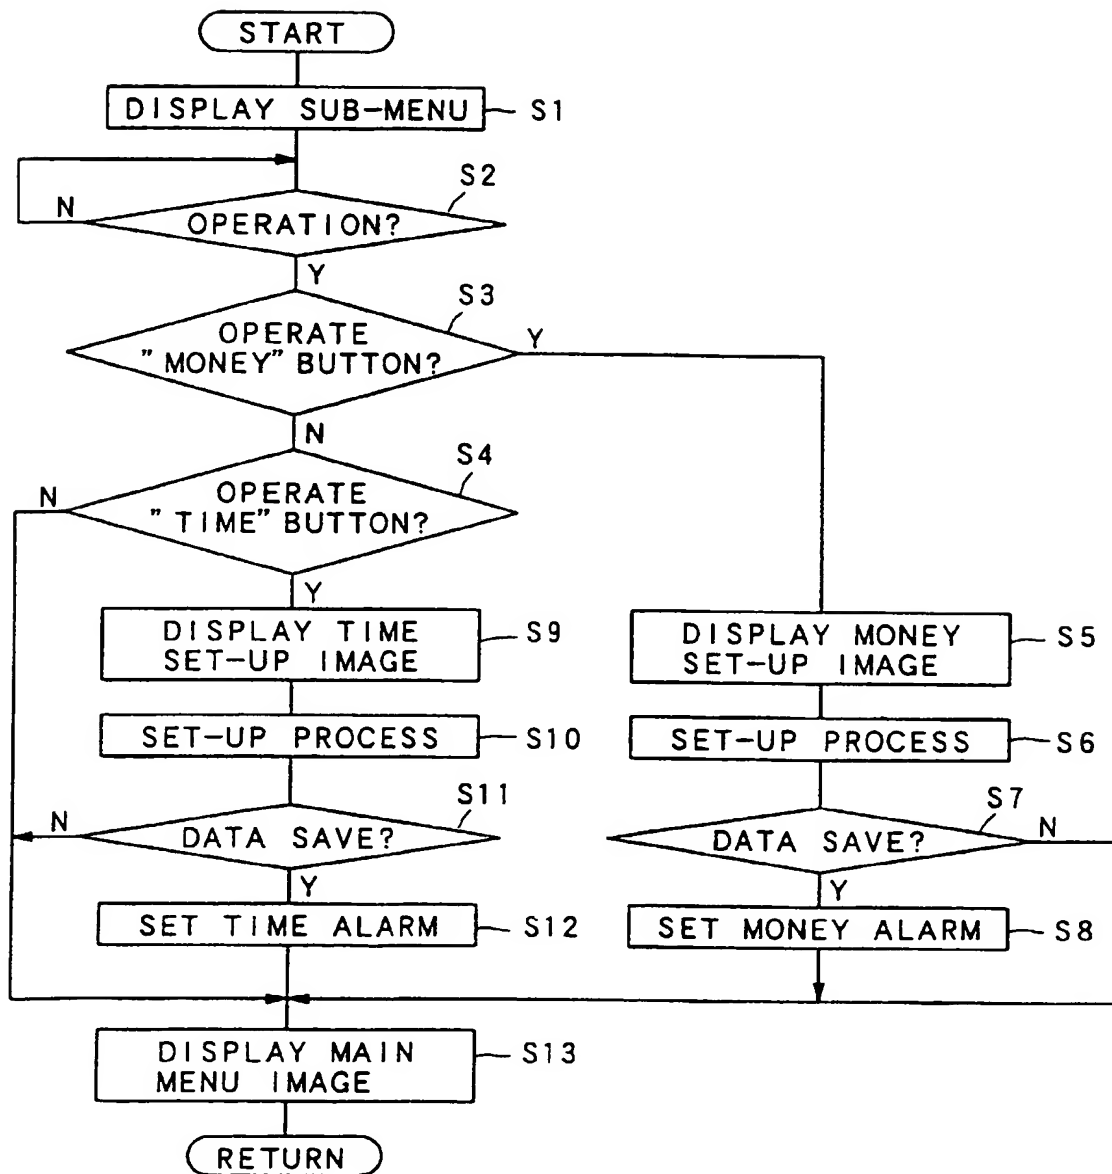 START
DISPLAY SUB-MENU
S1
S2
N
OPERATION?
Y
S3
OPERATE
"MONEY" BUTTON?
Y
N
S4
N
OPERATE
"TIME" BUTTON?
Y
DISPLAY TIME
SET-UP IMAGE
S9
DISPLAY MONEY
SET-UP IMAGE
S5
SET-UP PROCESS
S10
SET-UP PROCESS
S6
S11
N
DATA SAVE?
Y
S7
DATA SAVE?
N
Y
SET TIME ALARM
S12
SET MONEY ALARM
S8
DISPLAY MAIN
MENU IMAGE
S13
RETURN